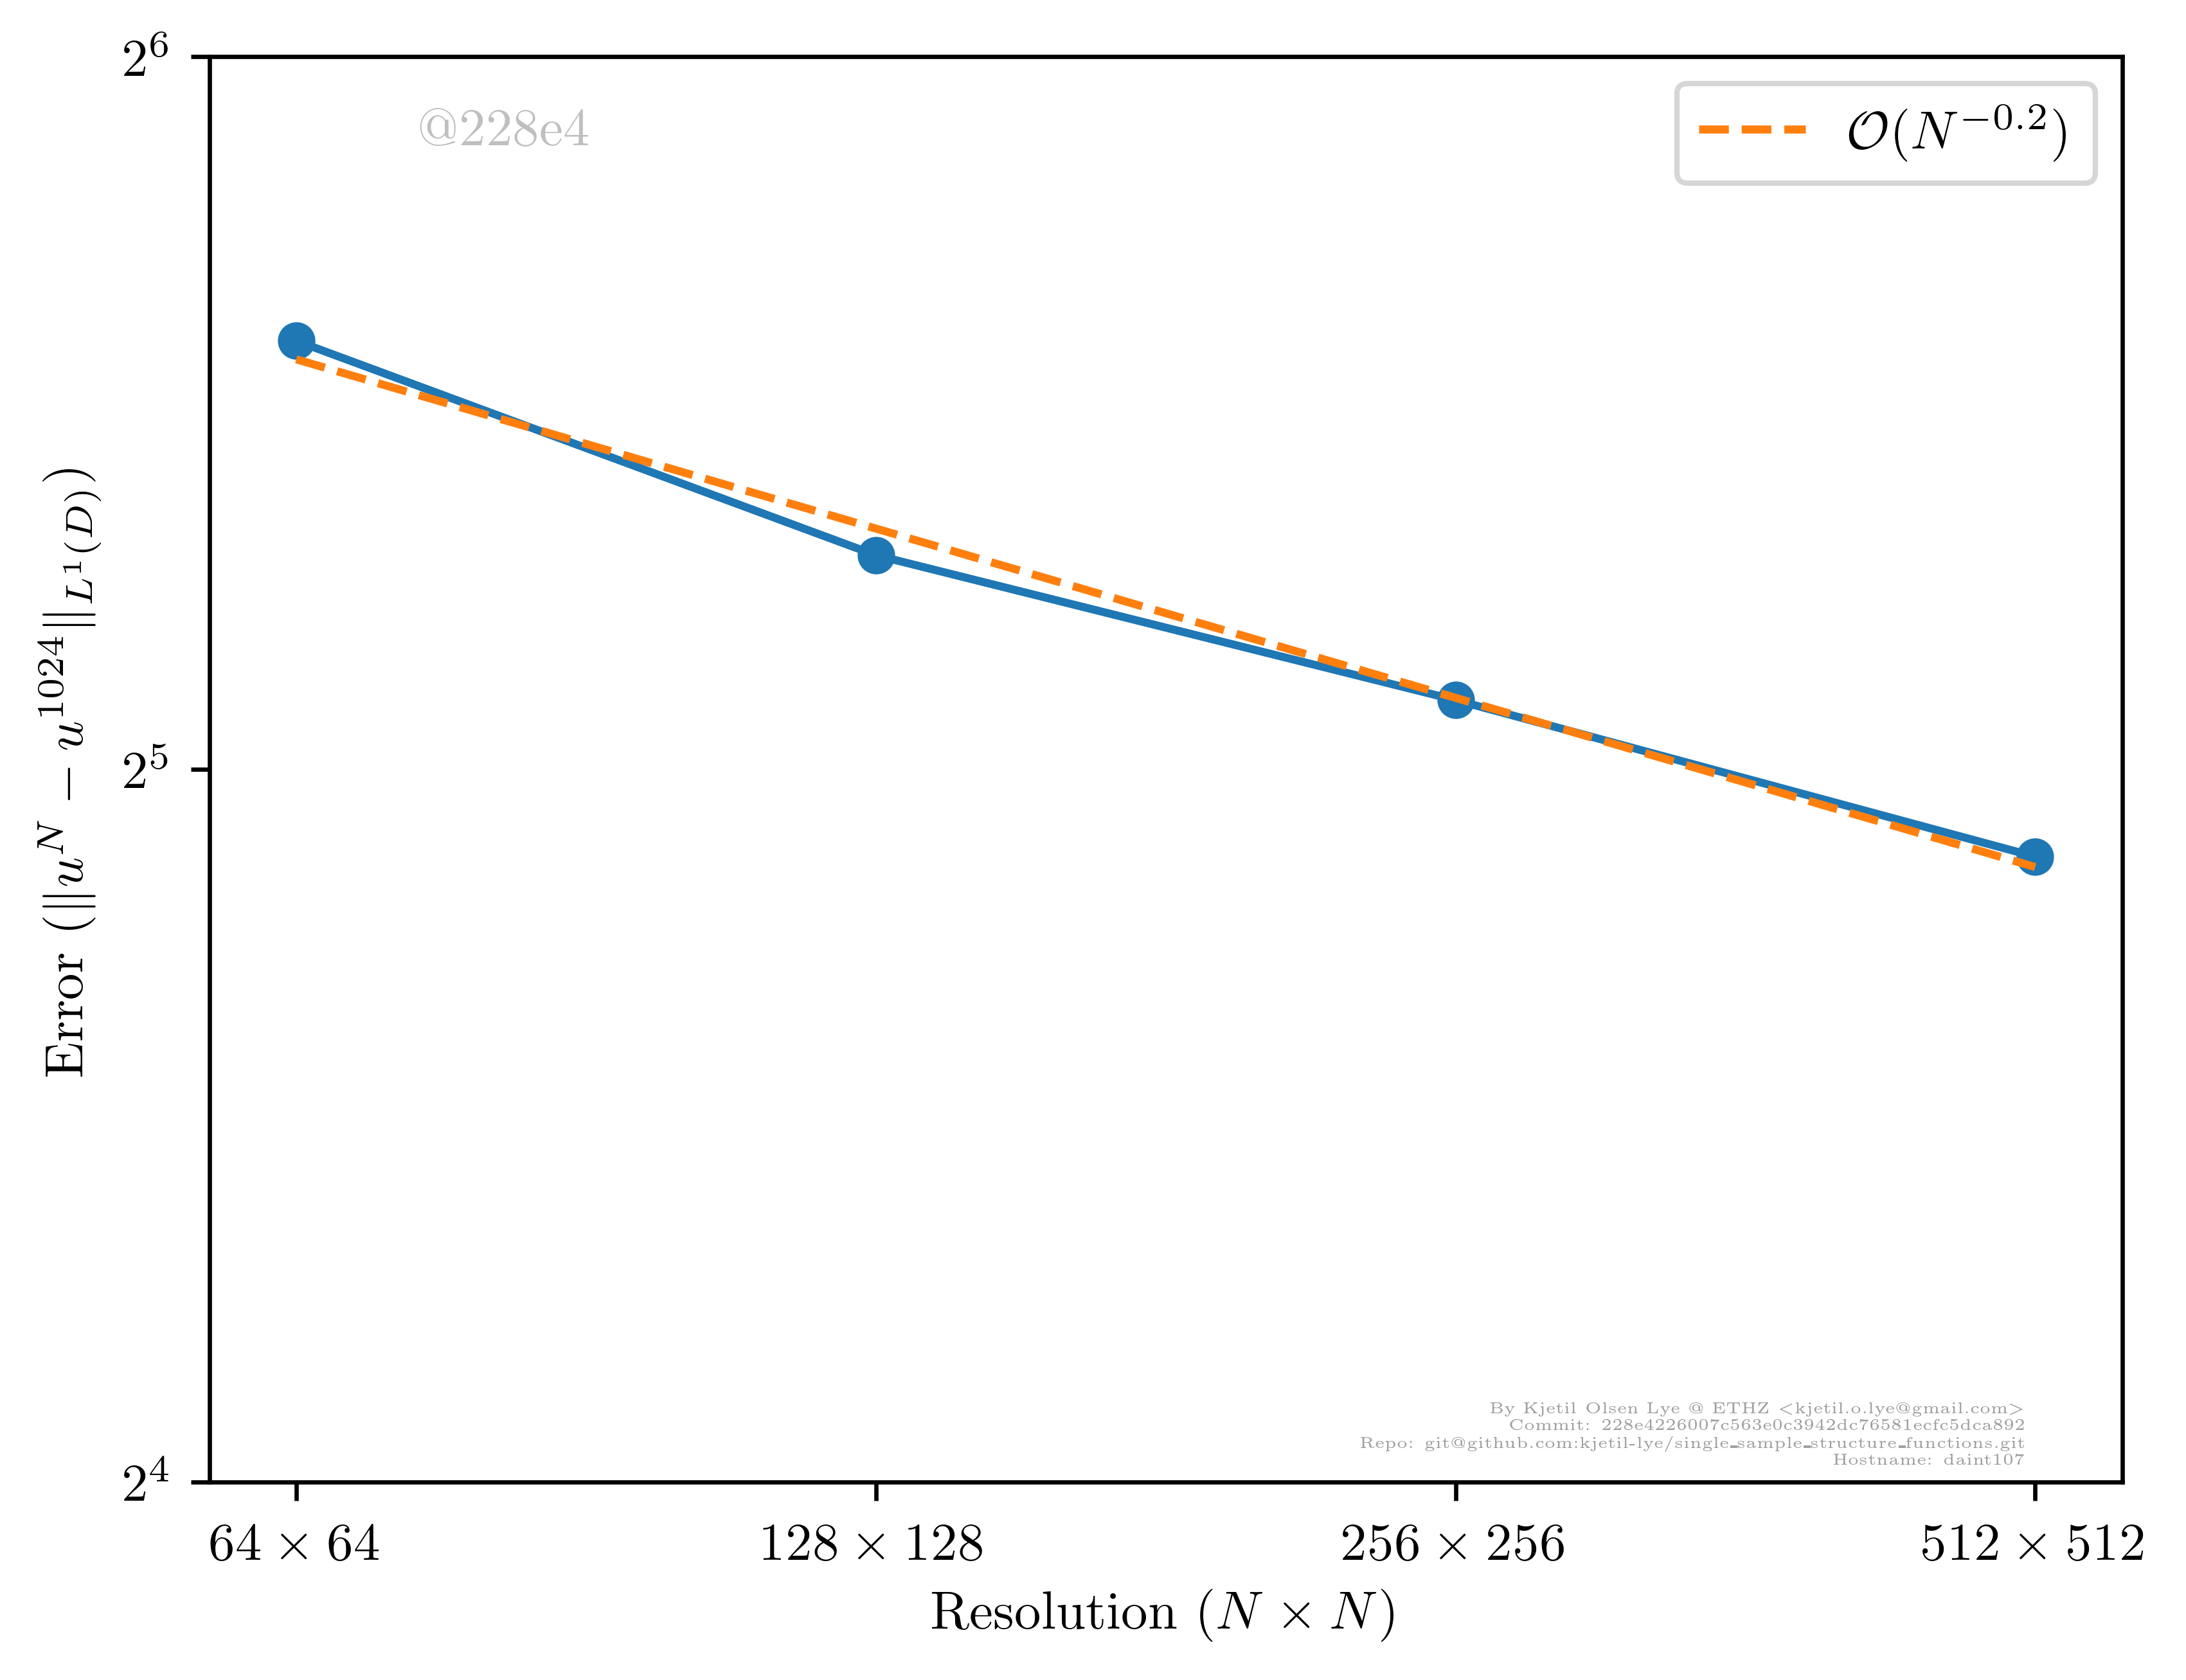 2^6
@228e4
𝒪(N^{-0.2})
Error (||u^N − u^{1024}||_{L^1(D)})
2^5
By Kjetil Olsen Lye @ ETHZ <kjetil.o.lye@gmail.com>
Commit: 228e4226007c563e0c3942dc76581ecfc5dca892
Repo: git@github.com:kjetil-lye/single_sample_structure_functions.git
Hostname: daint107
2^4
64 × 64
128 × 128
256 × 256
512 × 512
Resolution (N × N)